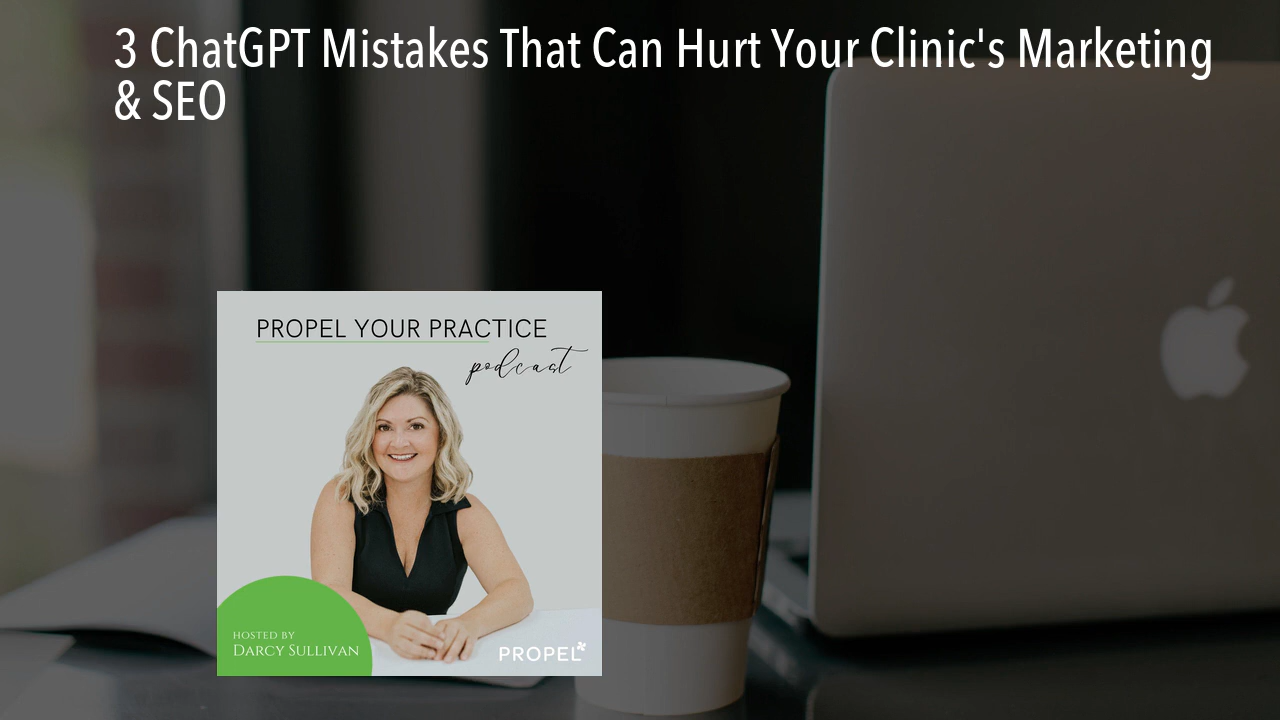 3 ChatGPT Mistakes That Can Hurt Your Clinic's Marketing
& SEO
PROPEL YOUR PRACTICE
podcast
HOSTED BY
DARCY SULLIVAN
PROPEL